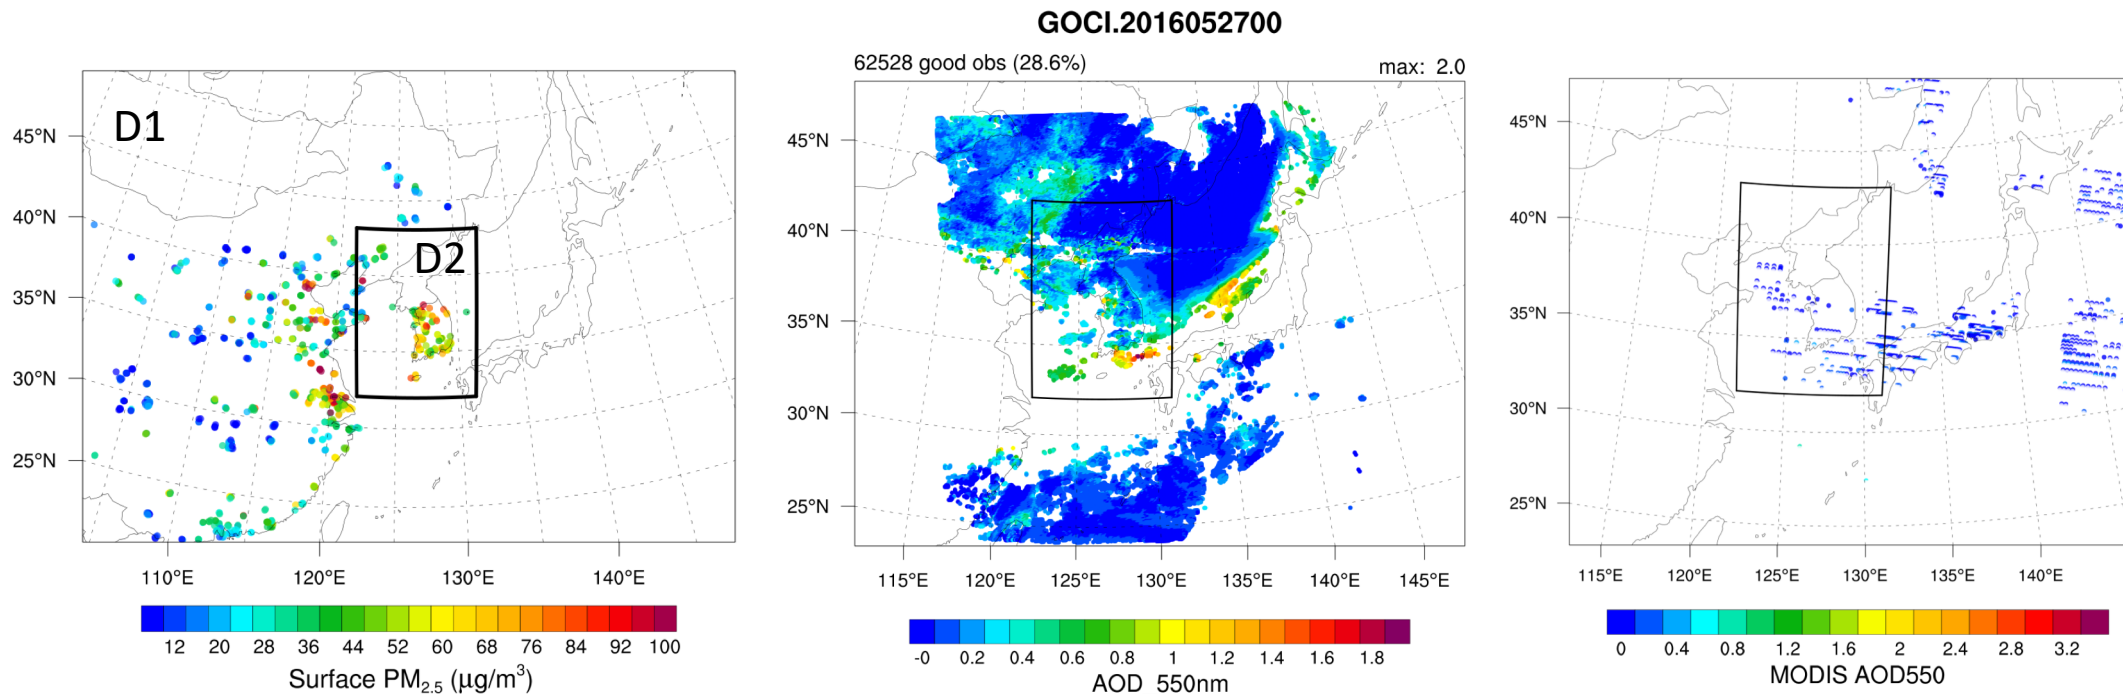 GOCI.2016052700
D1
D2
45°N
40°N
35°N
30°N
25°N
110°E 120°E 130°E 140°E
12 20 28 36 44 52 60 68 76 84 92 100
Surface PM2.5 (μg/m³)
62528 good obs (28.6%) max: 2.0
45°N
40°N
35°N
30°N
25°N
115°E 120°E 125°E 130°E 135°E 140°E 145°E
-0 0.2 0.4 0.6 0.8 1 1.2 1.4 1.6 1.8
AOD 550nm
45°N
40°N
35°N
30°N
25°N
115°E 120°E 125°E 130°E 135°E 140°E
0 0.4 0.8 1.2 1.6 2 2.4 2.8 3.2
MODIS AOD550